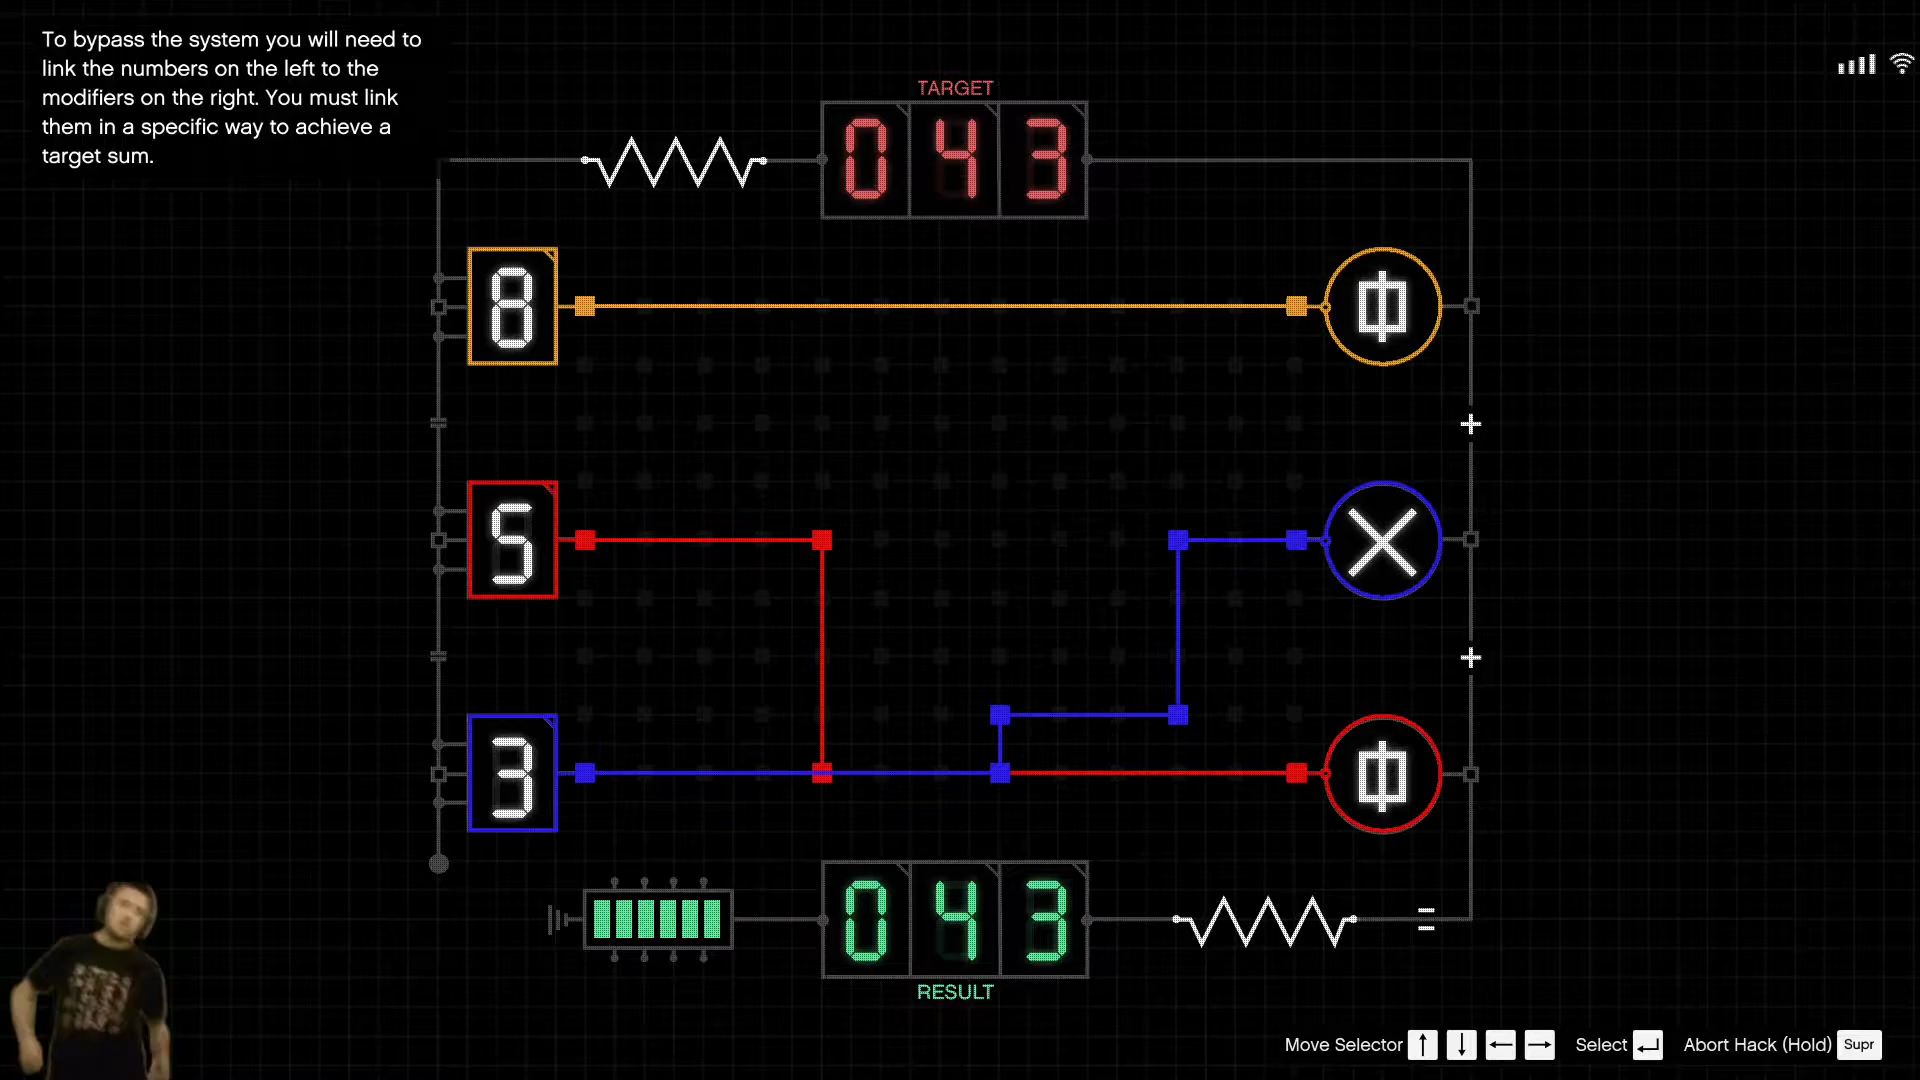 To bypass the system you will need to
link the numbers on the left to the
modifiers on the right. You must link
them in a specific way to achieve a
target sum.
TARGET
043
8
+
5
+
3
=
043
RESULT
Move Selector ↑ ↓ ← → Select ↵ Abort Hack (Hold) Supr